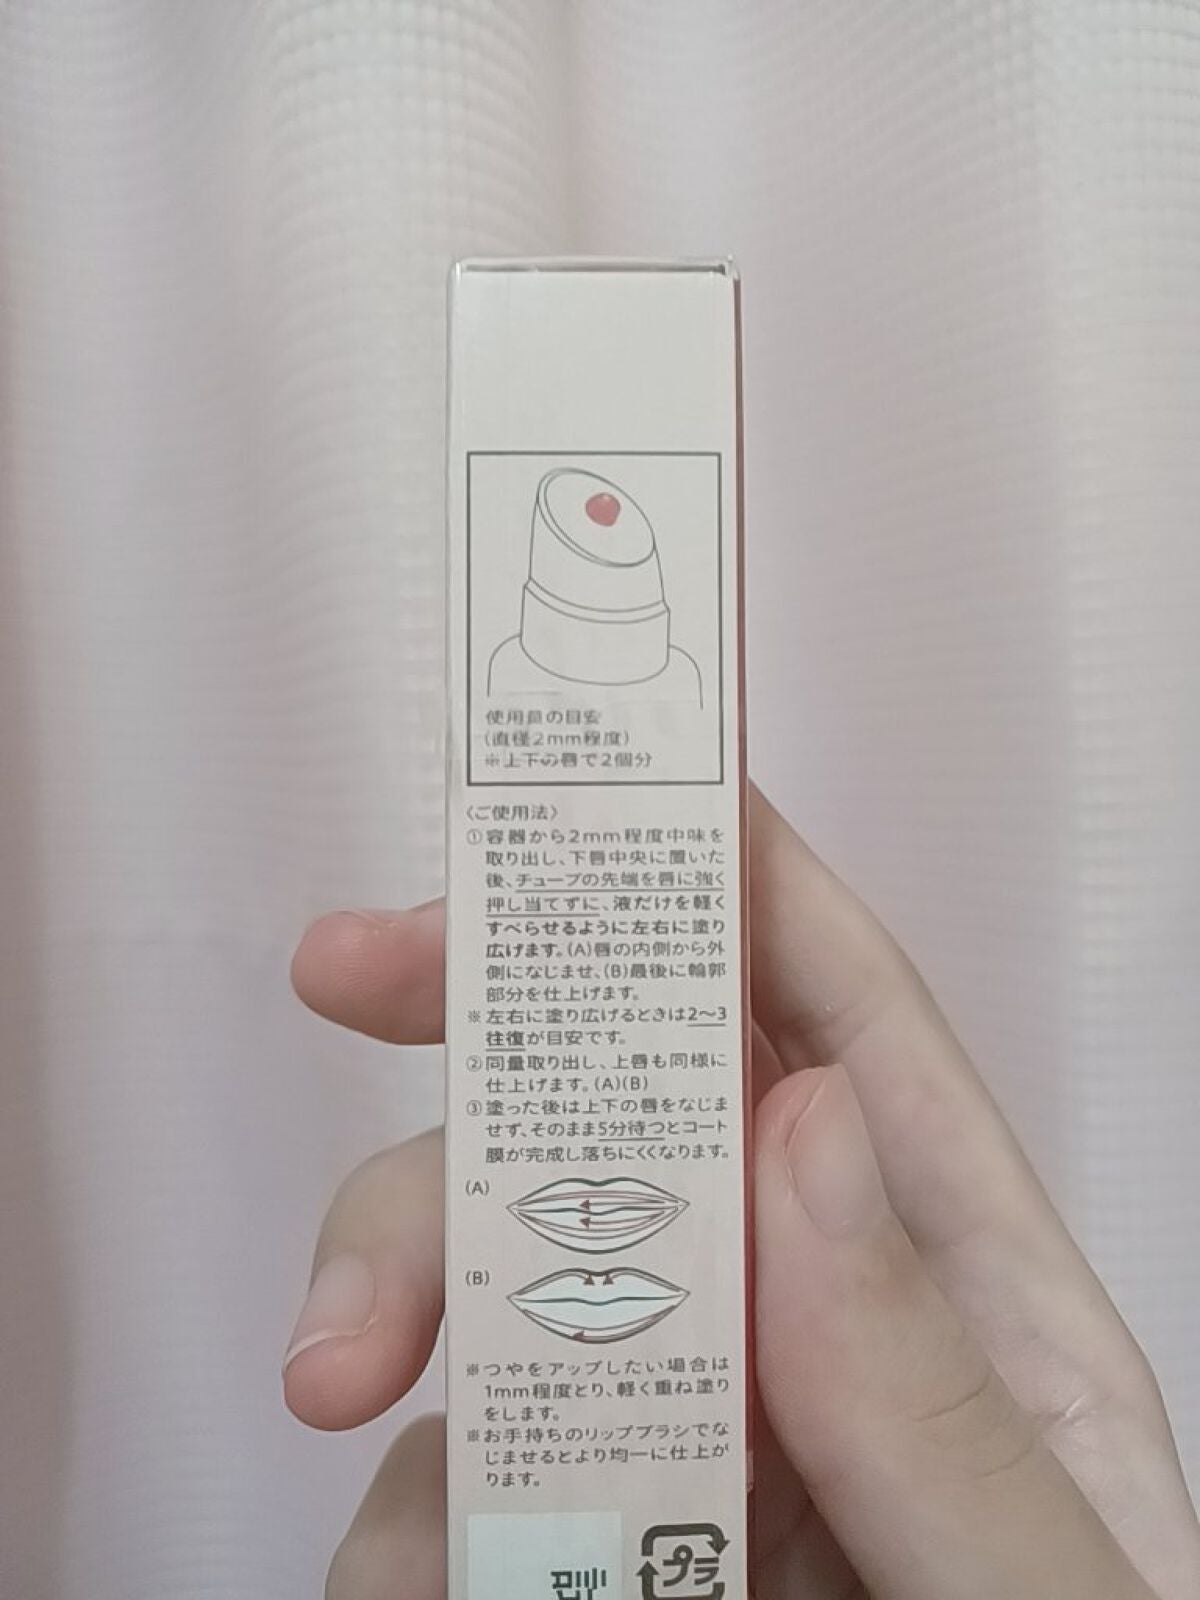 使用量の目安
(直径2mm程度)
※上下の唇で2個分
〈ご使用法〉
①容器から2mm程度中味を
取り出し、下唇中央に置いた
後、チューブの先端を唇に強く
押し当てずに、液だけを軽く
すべらせるように左右に塗り
広げます。(A)唇の内側から外
側になじませ、(B)最後に輪郭
部分を仕上げます。
※左右に塗り広げるときは2〜3
往復が目安です。
②同量取り出し、上唇も同様に
仕上げます。(A)(B)
③塗った後は上下の唇をなじま
せず、そのまま5分待つとコート
膜が完成し落ちにくくなります。
(A)
(B)
※つやをアップしたい場合は
1mm程度とり、軽く重ね塗り
をします。
※お手持ちのリップブラシでな
じませるとより均一に仕上が
ります。
プラ